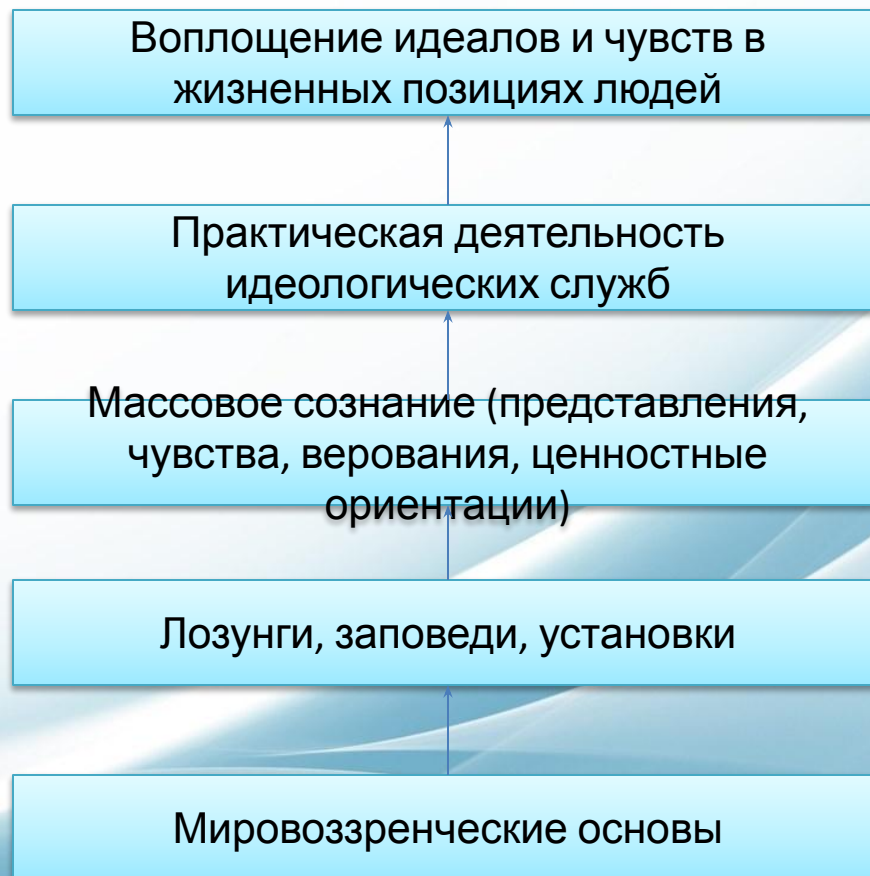 Воплощение идеалов и чувств в
жизненных позициях людей
Практическая деятельность
идеологических служб
Массовое сознание (представления,
чувства, верования, ценностные
ориентации)
Лозунги, заповеди, установки
Мировоззренческие основы